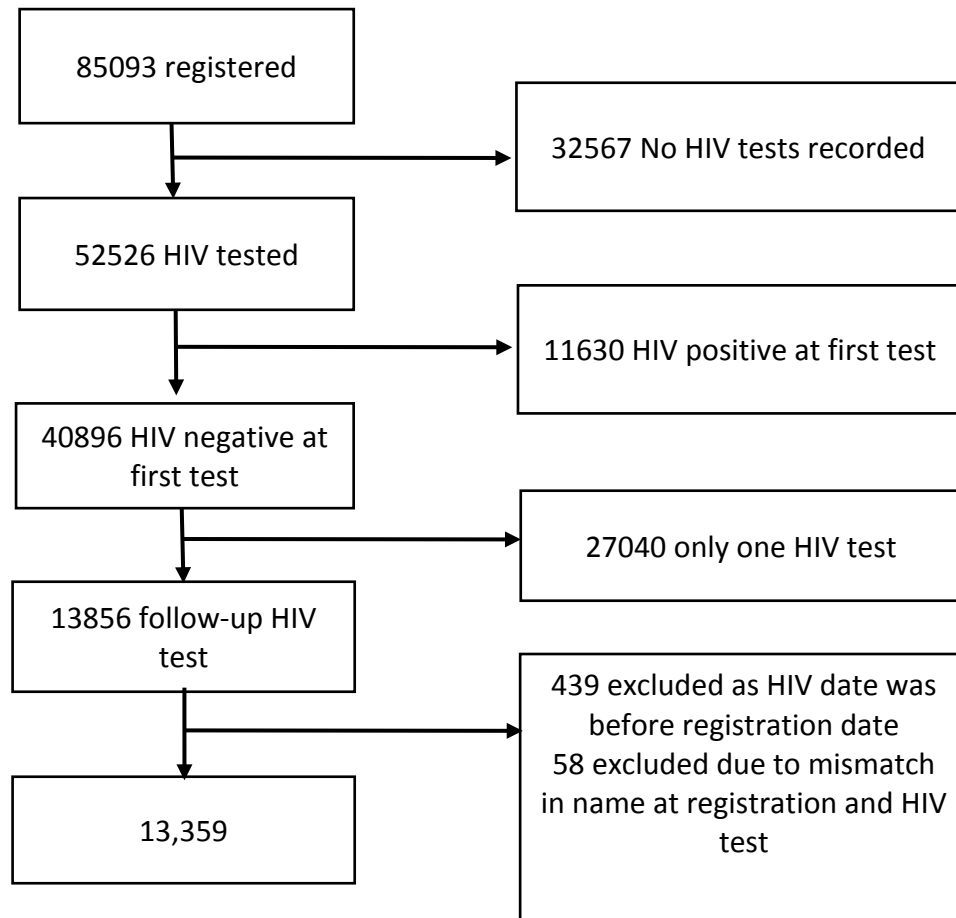 85093 registered
32567 No HIV tests recorded
52526 HIV tested
11630 HIV positive at first test
40896 HIV negative at
first test
27040 only one HIV test
13856 follow-up HIV
test
439 excluded as HIV date was
before registration date
58 excluded due to mismatch
in name at registration and HIV
test
13,359